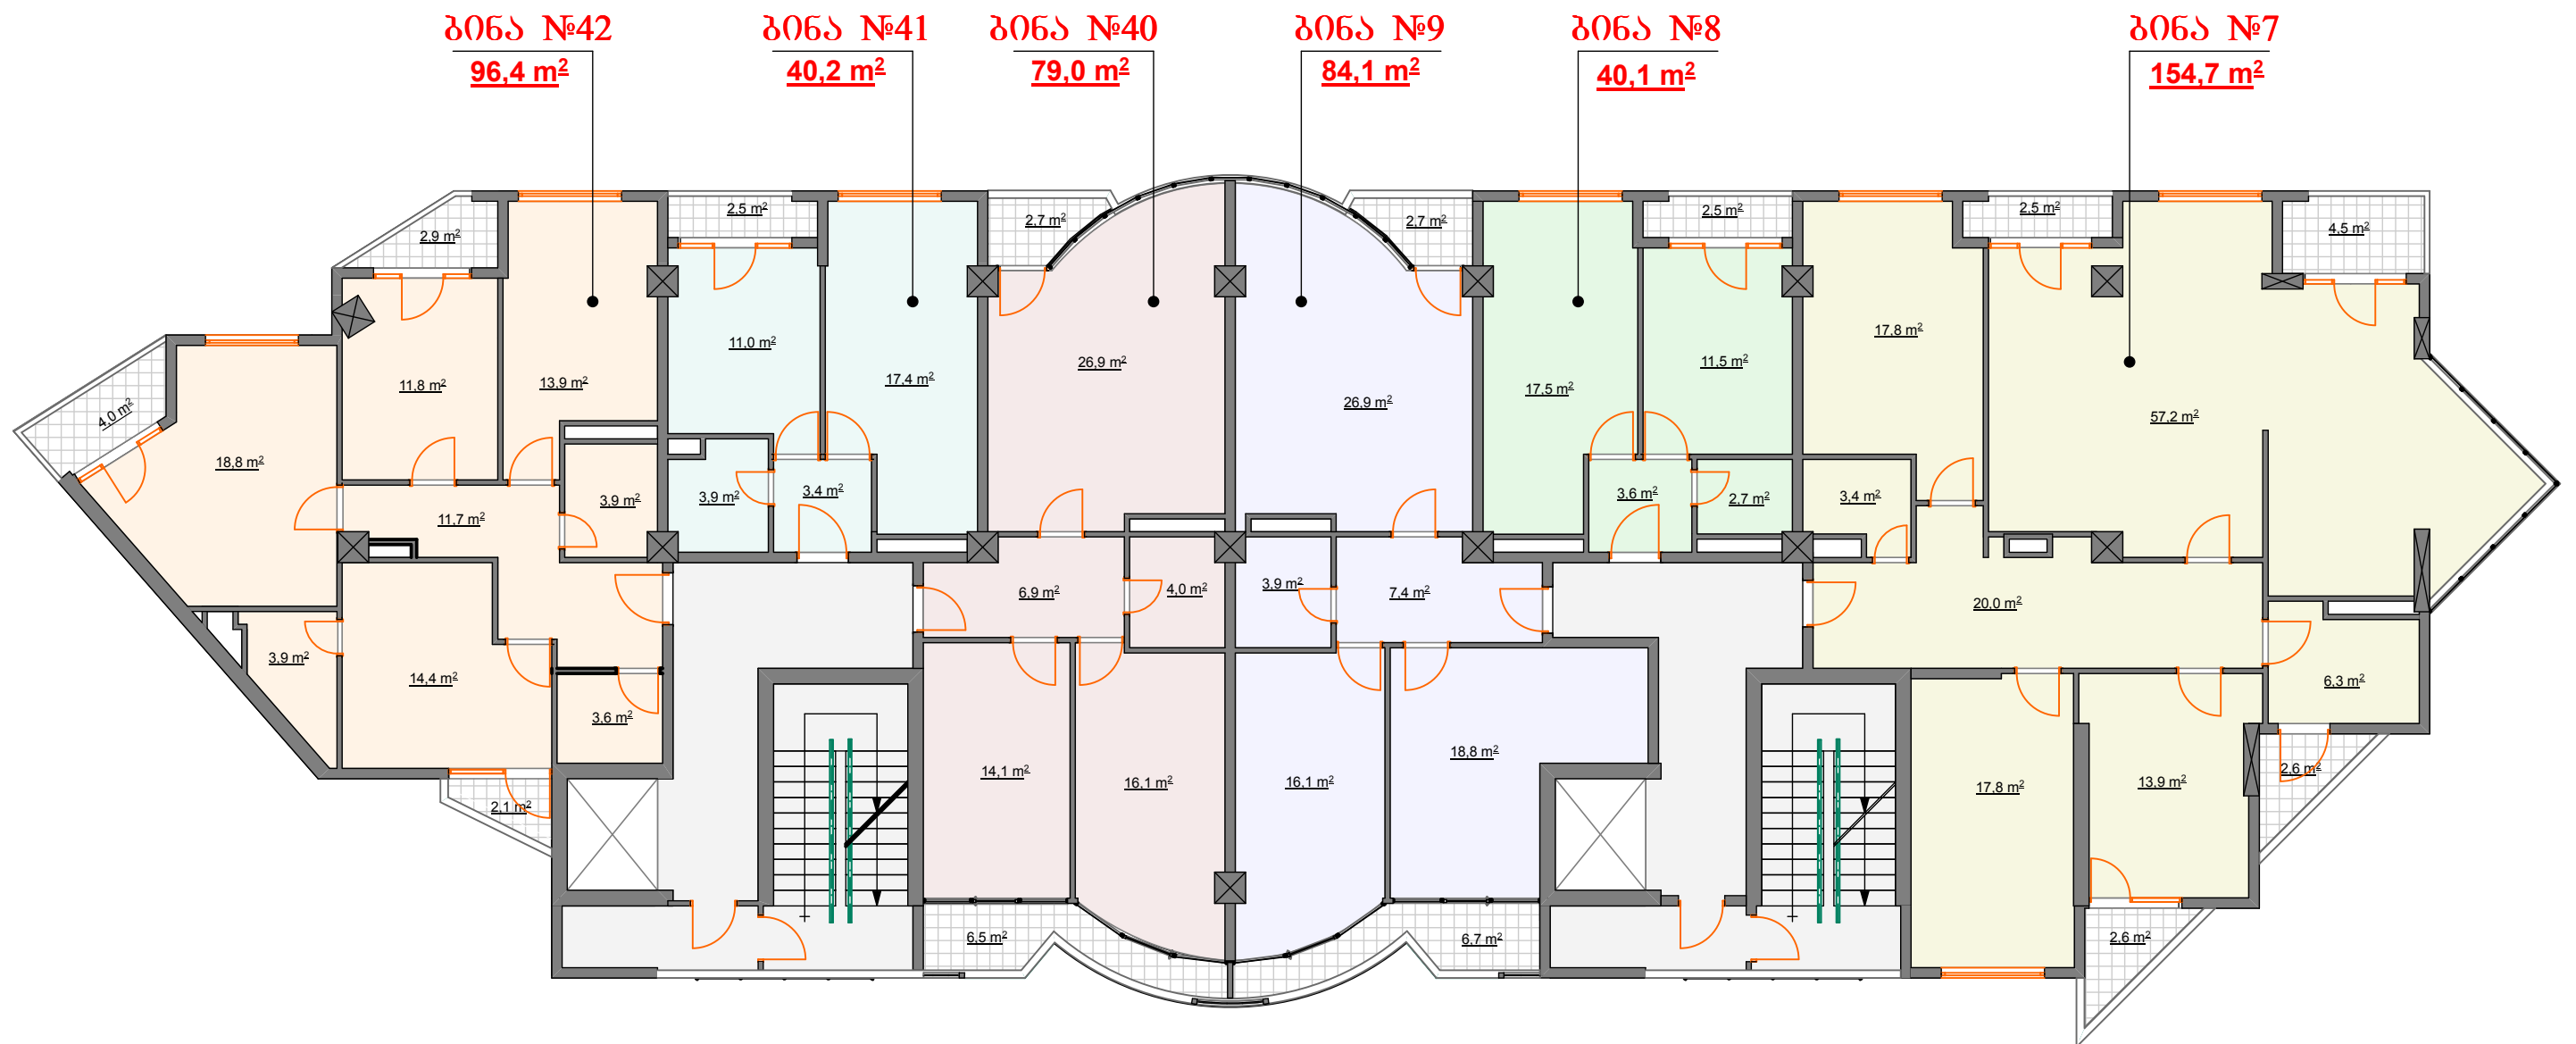 ბინა №42
96,4 m²
ბინა №41
40,2 m²
ბინა №40
79,0 m²
ბინა №9
84,1 m²
ბინა №8
40,1 m²
ბინა №7
154,7 m²
2,9 m²
4,0 m²
18,8 m²
11,8 m²
13,9 m²
11,7 m²
3,9 m²
3,9 m²
14,4 m²
3,6 m²
2,1 m²
2,5 m²
11,0 m²
17,4 m²
3,9 m²
3,4 m²
2,7 m²
26,9 m²
6,9 m²
4,0 m²
14,1 m²
16,1 m²
6,5 m²
2,7 m²
26,9 m²
3,9 m²
7,4 m²
16,1 m²
18,8 m²
6,7 m²
2,5 m²
17,5 m²
11,5 m²
3,6 m²
2,7 m²
2,5 m²
4,5 m²
17,8 m²
57,2 m²
3,4 m²
20,0 m²
6,3 m²
17,8 m²
13,9 m²
2,6 m²
2,6 m²